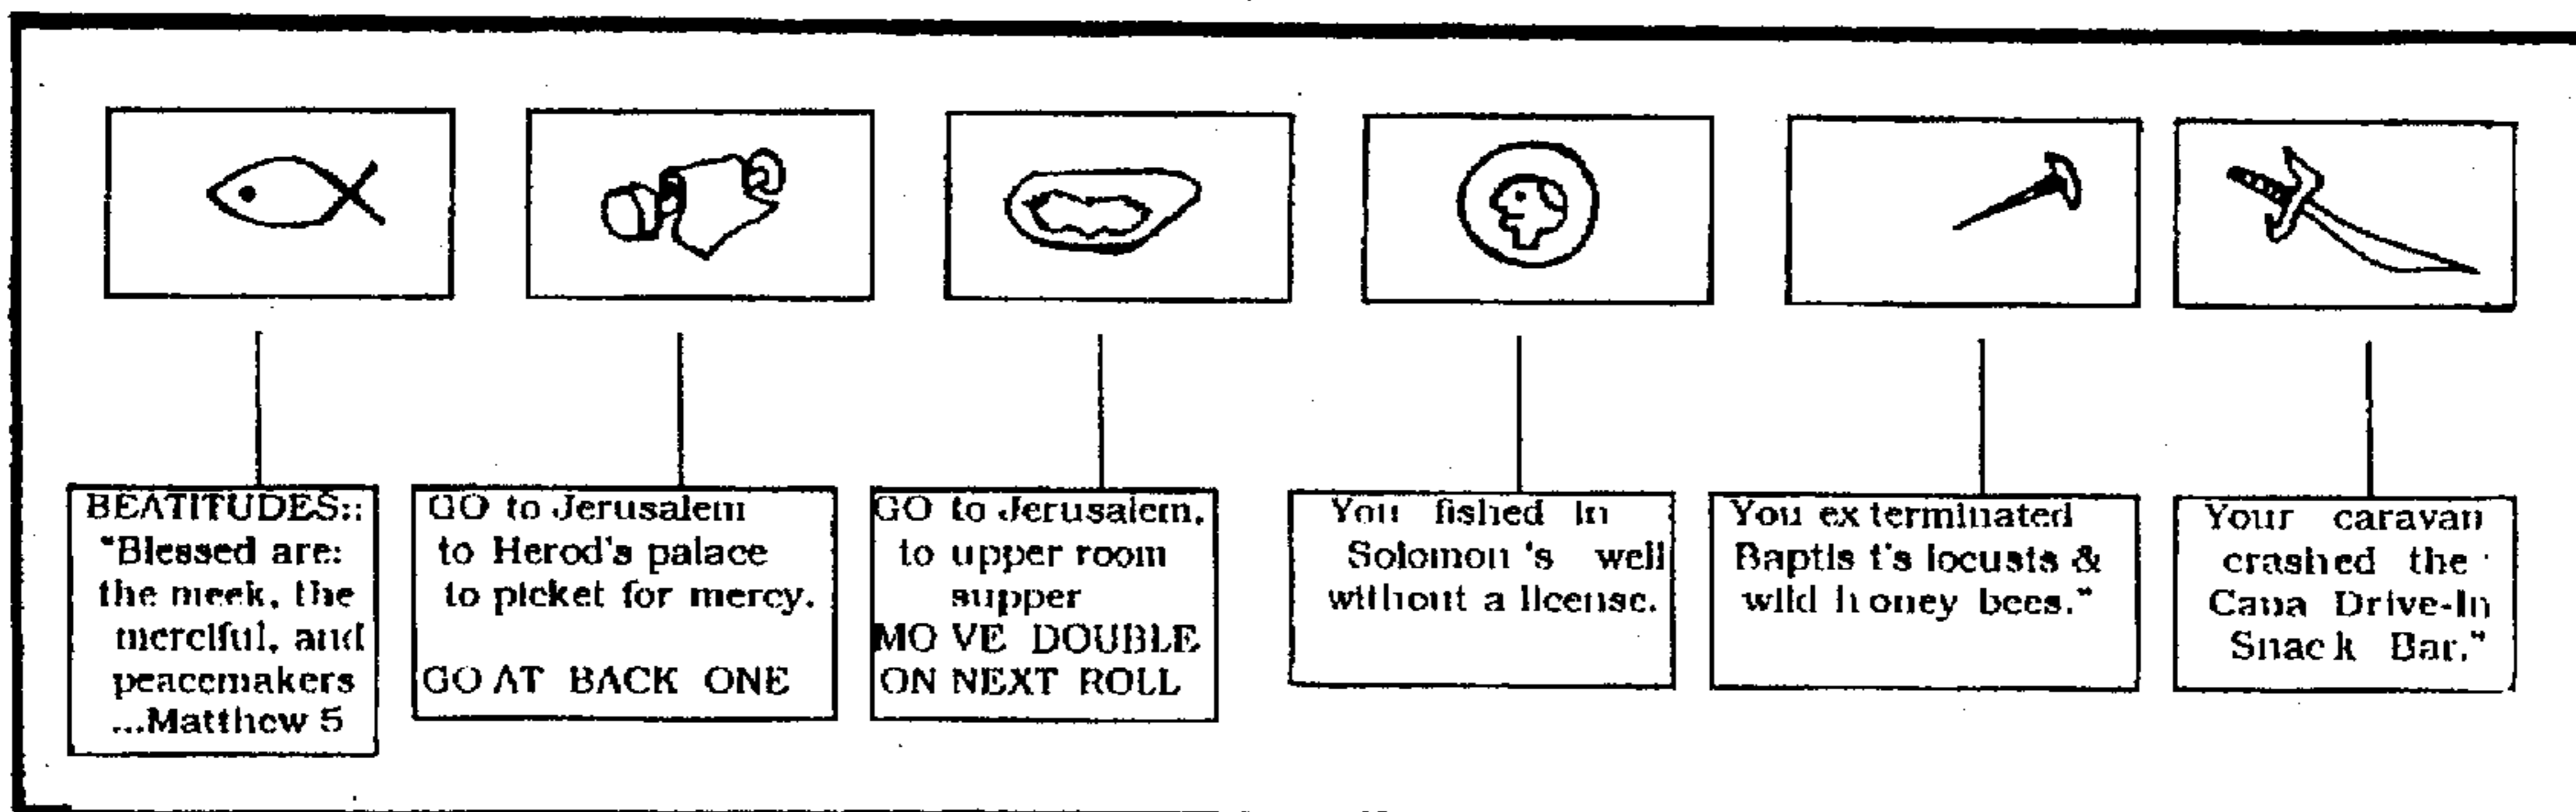 BEATITUDES::
"Blessed are:
the meek, the
merciful, and
peacemakers
...Matthew 5
GO to Jerusalem
to Herod's palace
to picket for mercy.
GO AT BACK ONE
GO to Jerusalem,
to upper room
supper
MO VE DOUBLE
ON NEXT ROLL
You fished in
Solomon 's well
without a license.
You ex terminated
Baptis t's locusts &
wild h oney bees."
Your caravan
crashed the
Cana Drive-In
Snac k Bar."